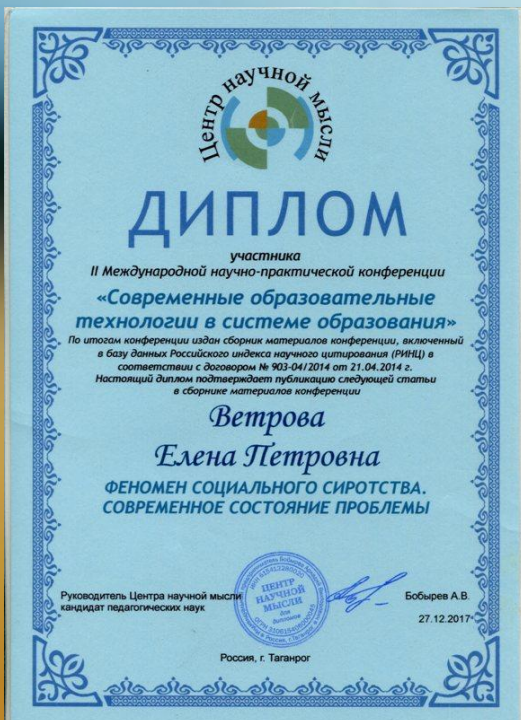 Центр научной мысли
ДИПЛОМ
участника
II Международной научно-практической конференции
«Современные образовательные
технологии в системе образования»
По итогам конференции издан сборник материалов конференции, включенный
в базу данных Российского индекса научного цитирования (РИНЦ) в
соответствии с договором № 903-04/2014 от 21.04.2014 г.
Настоящий диплом подтверждает публикацию следующей статьи
в сборнике материалов конференции
Ветрова
Елена Петровна
ФЕНОМЕН СОЦИАЛЬНОГО СИРОТСТВА.
СОВРЕМЕННОЕ СОСТОЯНИЕ ПРОБЛЕМЫ
Руководитель Центра научной мысли
кандидат педагогических наук
ЦЕНТР
НАУЧНОЙ
МЫСЛИ
для
дипломов
Бобырев А.В.
27.12.2017
Россия, г. Таганрог